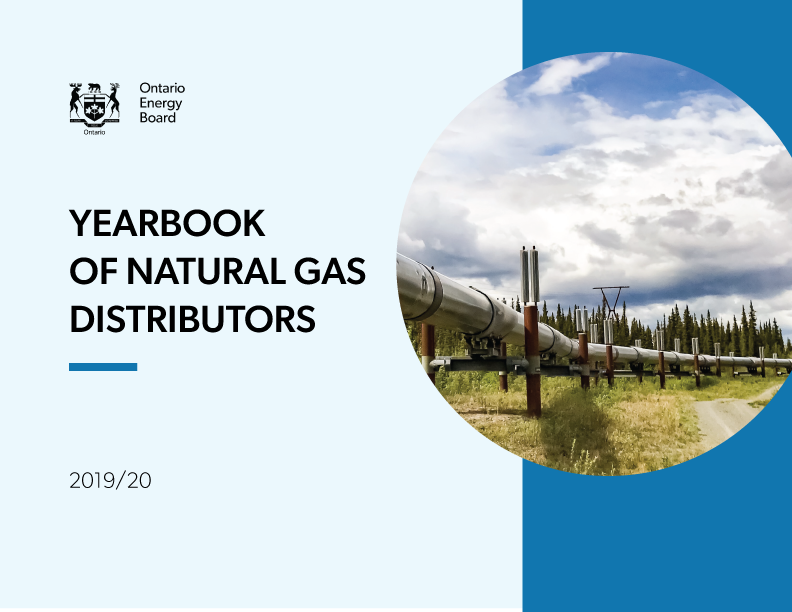 Ontario
Energy
Board
Ontario
YEARBOOK
OF NATURAL GAS
DISTRIBUTORS
2019/20